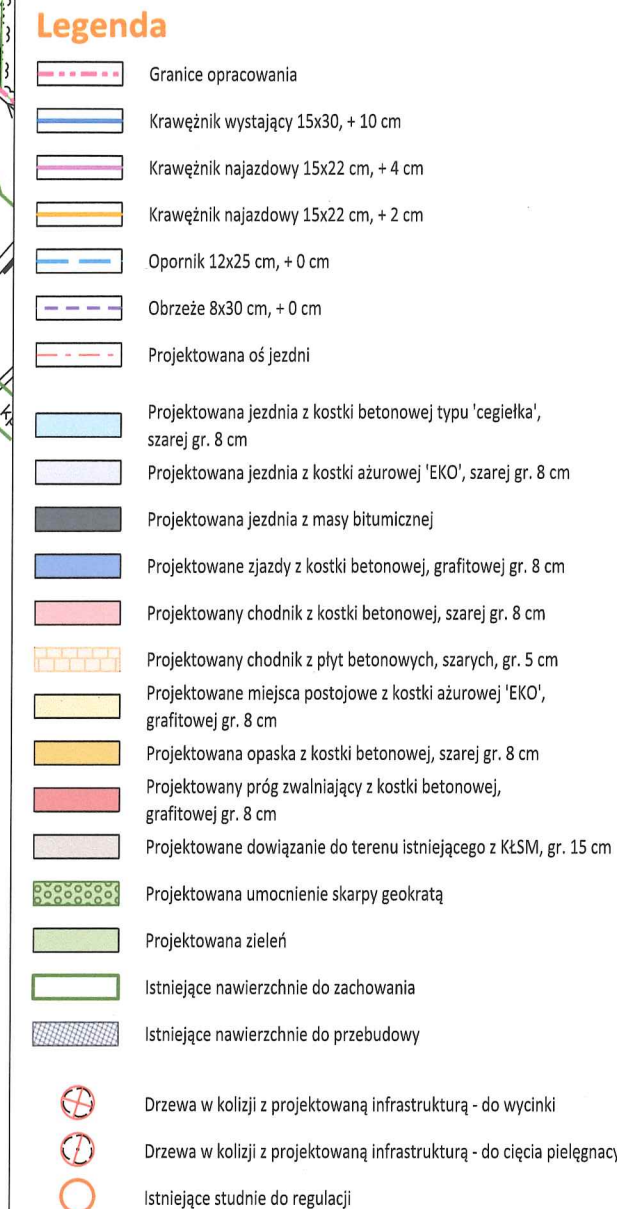 Legenda
Granice opracowania
Krawężnik wystający 15x30, + 10 cm
Krawężnik najazdowy 15x22 cm, + 4 cm
Krawężnik najazdowy 15x22 cm, + 2 cm
Opornik 12x25 cm, + 0 cm
Obrzeże 8x30 cm, + 0 cm
Projektowana oś jezdni
Projektowana jezdnia z kostki betonowej typu 'cegiełka',
szarej gr. 8 cm
Projektowana jezdnia z kostki ażurowej 'EKO', szarej gr. 8 cm
Projektowana jezdnia z masy bitumicznej
Projektowane zjazdy z kostki betonowej, grafitowej gr. 8 cm
Projektowany chodnik z kostki betonowej, szarej gr. 8 cm
Projektowany chodnik z płyt betonowych, szarych, gr. 5 cm
Projektowane miejsca postojowe z kostki ażurowej 'EKO',
grafitowej gr. 8 cm
Projektowana opaska z kostki betonowej, szarej gr. 8 cm
Projektowany próg zwalniający z kostki betonowej,
grafitowej gr. 8 cm
Projektowane dowiązanie do terenu istniejącego z KŁSM, gr. 15 cm
Projektowana umocnienie skarpy geokratą
Projektowana zieleń
Istniejące nawierzchnie do zachowania
Istniejące nawierzchnie do przebudowy
Drzewa w kolizji z projektowaną infrastrukturą - do wycinki
Drzewa w kolizji z projektowaną infrastrukturą - do cięcia pielęgnacy
Istniejące studnie do regulacji